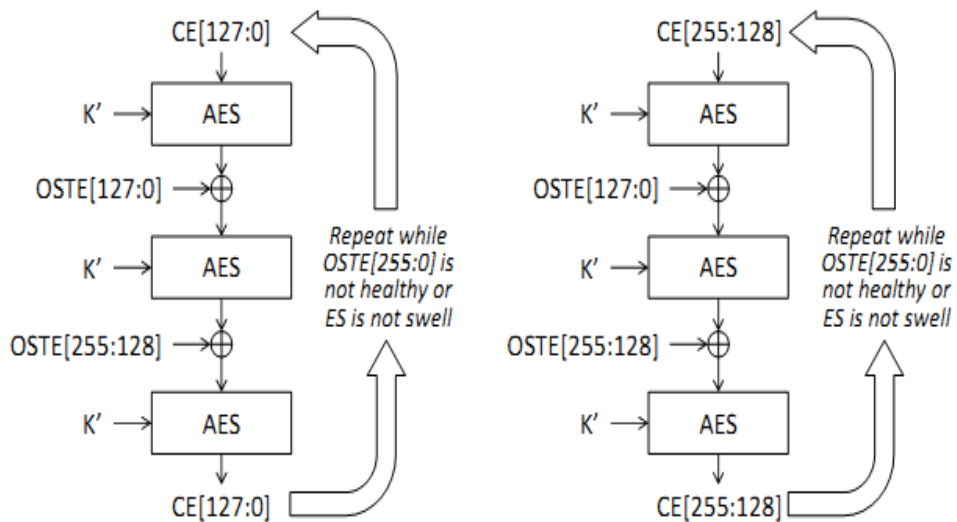 CE[127:0]
K'
AES
OSTE[127:0]
K'
AES
OSTE[255:128]
K'
AES
CE[127:0]
Repeat while
OSTE[255:0] is
not healthy or
ES is not swell
CE[255:128]
K'
AES
OSTE[127:0]
K'
AES
OSTE[255:128]
K'
AES
CE[255:128]
Repeat while
OSTE[255:0] is
not healthy or
ES is not swell